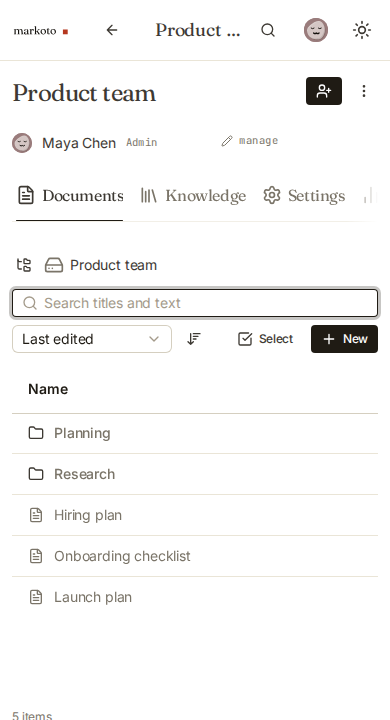 markoto
Product ...
Product team
Maya Chen Admin manage
Documents Knowledge Settings
Product team
Search titles and text
Last edited Select New
Name
Planning
Research
Hiring plan
Onboarding checklist
Launch plan
5 items